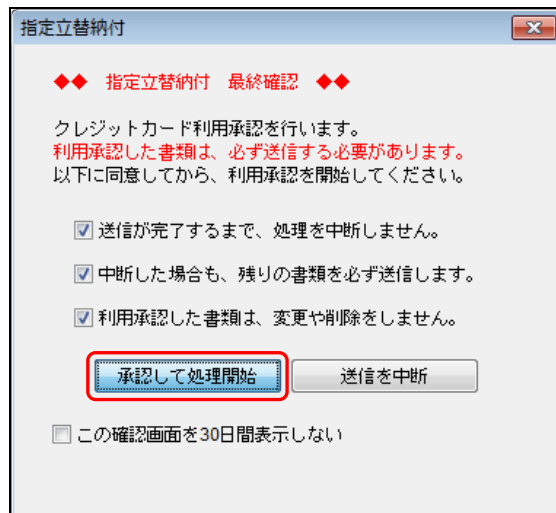 指定立替納付
◆◆ 指定立替納付 最終確認 ◆◆
クレジットカード利用承認を行います。
利用承認した書類は、必ず送信する必要があります。
以下に同意してから、利用承認を開始してください。
送信が完了するまで、処理を中断しません。
中断した場合も、残りの書類を必ず送信します。
利用承認した書類は、変更や削除をしません。
承認して処理開始 送信を中断
この確認画面を30日間表示しない